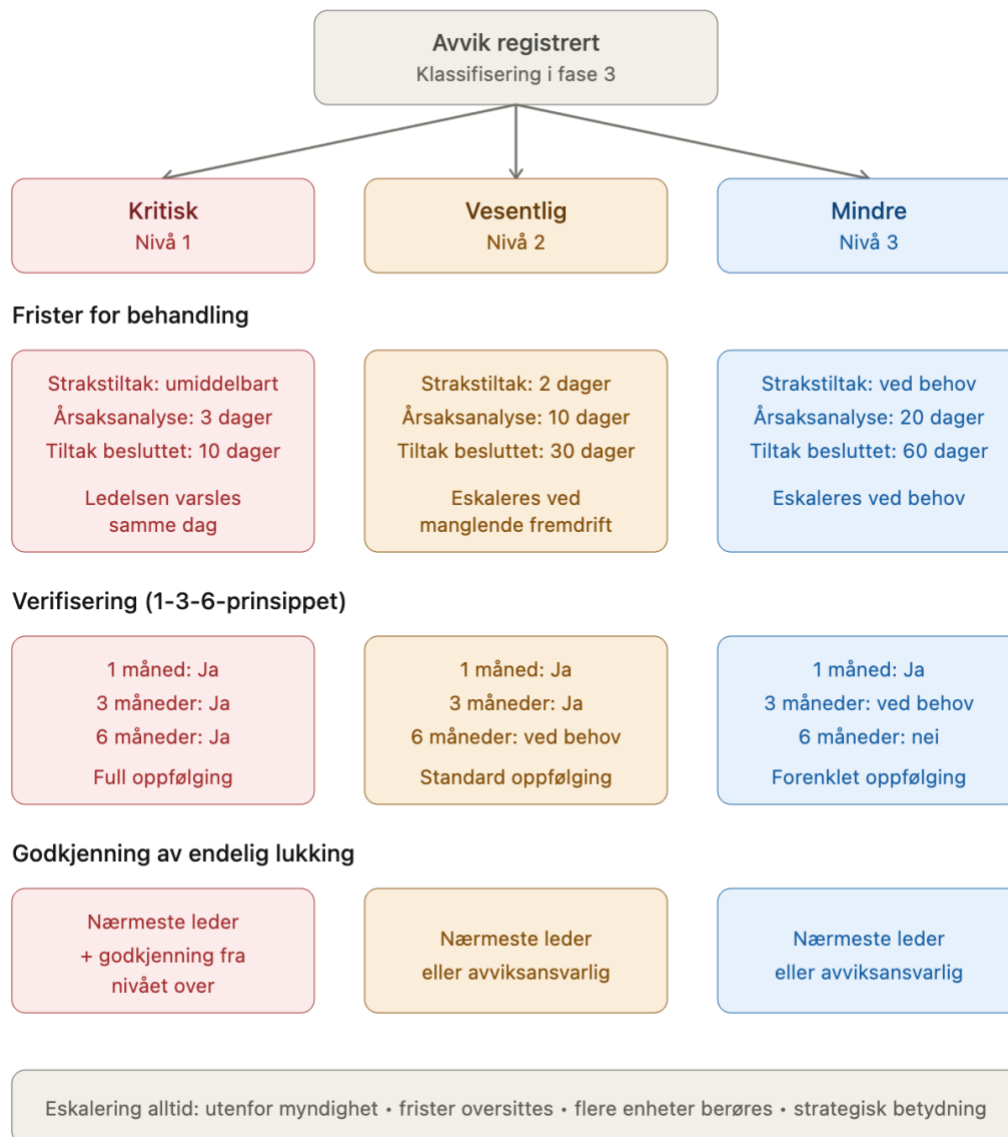 Avvik registrert
Klassifisering i fase 3
Kritisk
Nivå 1
Vesentlig
Nivå 2
Mindre
Nivå 3
Frister for behandling
Strakstiltak: umiddelbart
Årsaksanalyse: 3 dager
Tiltak besluttet: 10 dager
Ledelsen varsles
samme dag
Strakstiltak: 2 dager
Årsaksanalyse: 10 dager
Tiltak besluttet: 30 dager
Eskaleres ved
manglende fremdrift
Strakstiltak: ved behov
Årsaksanalyse: 20 dager
Tiltak besluttet: 60 dager
Eskaleres ved behov
Verifisering (1-3-6-prinsippet)
1 måned: Ja
3 måneder: Ja
6 måneder: Ja
Full oppfølging
1 måned: Ja
3 måneder: Ja
6 måneder: ved behov
Standard oppfølging
1 måned: Ja
3 måneder: ved behov
6 måneder: nei
Forenklet oppfølging
Godkjenning av endelig lukking
Nærmeste leder
+ godkjenning fra
nivået over
Nærmeste leder
eller avviksansvarlig
Nærmeste leder
eller avviksansvarlig
Eskalering alltid: utenfor myndighet • frister oversittes • flere enheter berøres • strategisk betydning